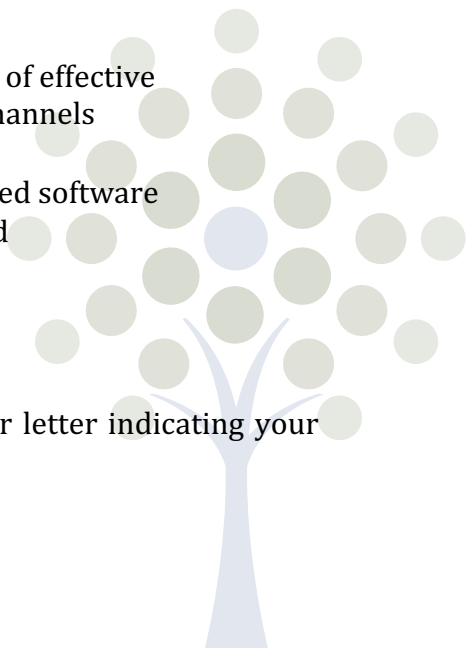 of effective
hannels
ed software
d
r letter indicating your